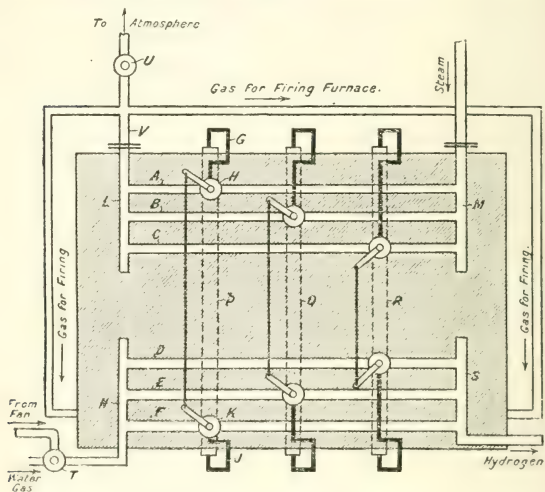 To Atmosphere
U
Gas for Firing Furnace.
Steam
V
G
A
H
L
B
M
C
Gas for Firing
P
Q
R
Gas for Firing.
D
E
S
H
F
K
From
Fan
J
T
Water
Gas
Hydrogen